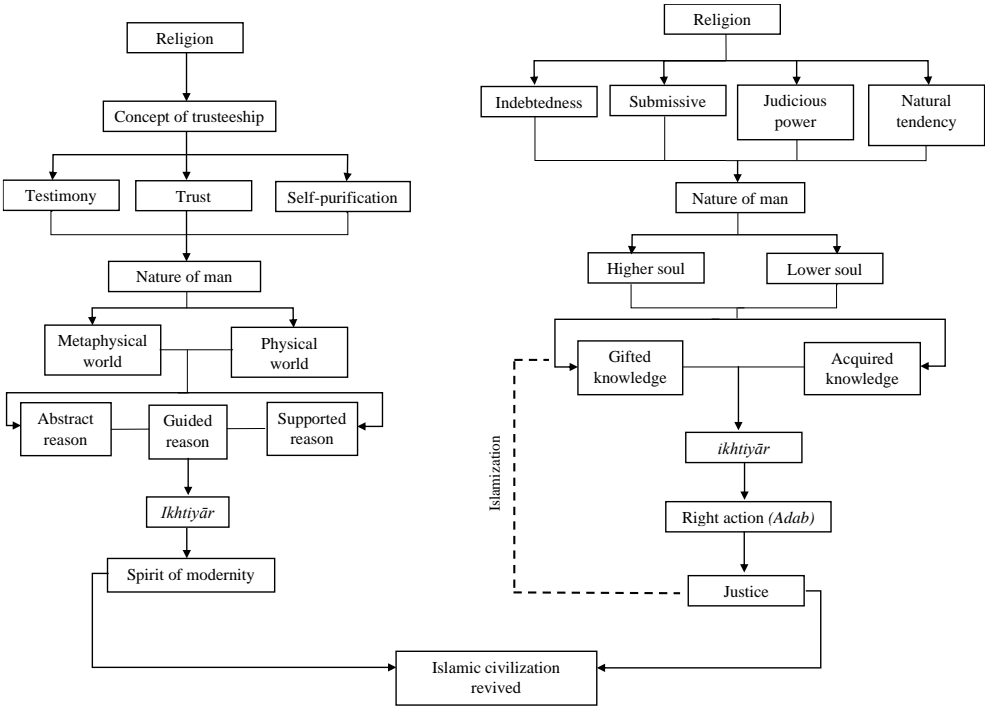 Religion
Concept of trusteeship
Testimony
Trust
Self-purification
Nature of man
Metaphysical
world
Physical
world
Abstract
reason
Guided
reason
Supported
reason
Ikhtiyār
Spirit of modernity
Religion
Indebtedness
Submissive
Judicious
power
Natural
tendency
Nature of man
Higher soul
Lower soul
Gifted
knowledge
Acquired
knowledge
Islamization
ikhtiyār
Right action (Adab)
Justice
Islamic civilization
revived